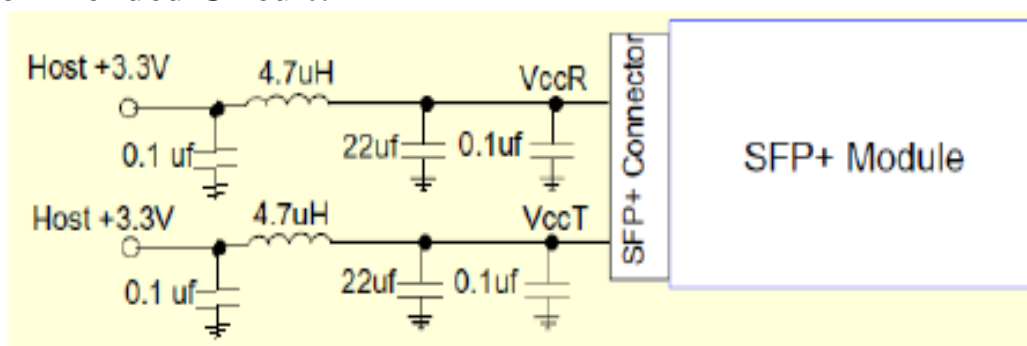 Host +3.3V
4.7uH
VccR
0.1 uf
22uf
0.1uf
Host +3.3V
4.7uH
VccT
0.1 uf
22uf
0.1uf
SFP+ Connector
SFP+ Module